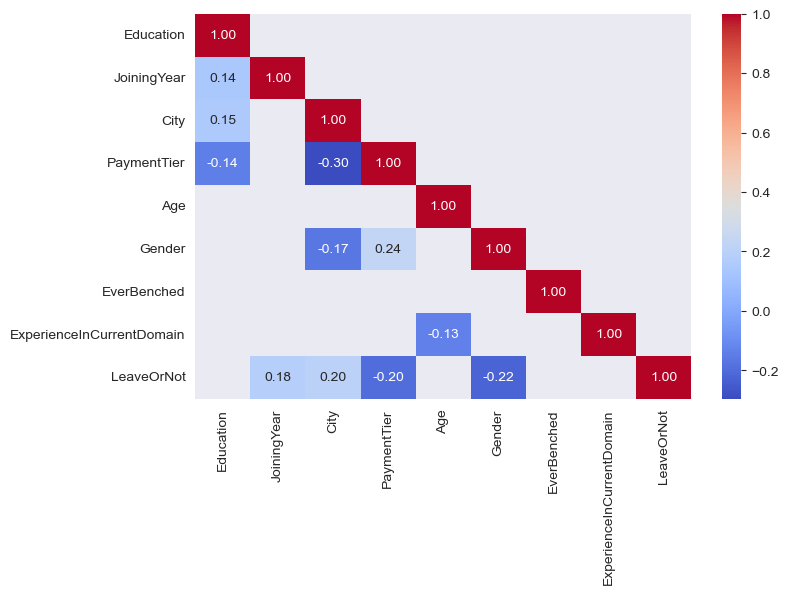 Education 1.00
JoiningYear 0.14 1.00
City 0.15 1.00
PaymentTier -0.14 -0.30 1.00
Age 1.00
Gender -0.17 0.24 1.00
EverBenched 1.00
ExperienceInCurrentDomain -0.13 1.00
LeaveOrNot 0.18 0.20 -0.20 -0.22 1.00
Education
JoiningYear
City
PaymentTier
Age
Gender
EverBenched
ExperienceInCurrentDomain
LeaveOrNot
1.0
0.8
0.6
0.4
0.2
0.0
−0.2